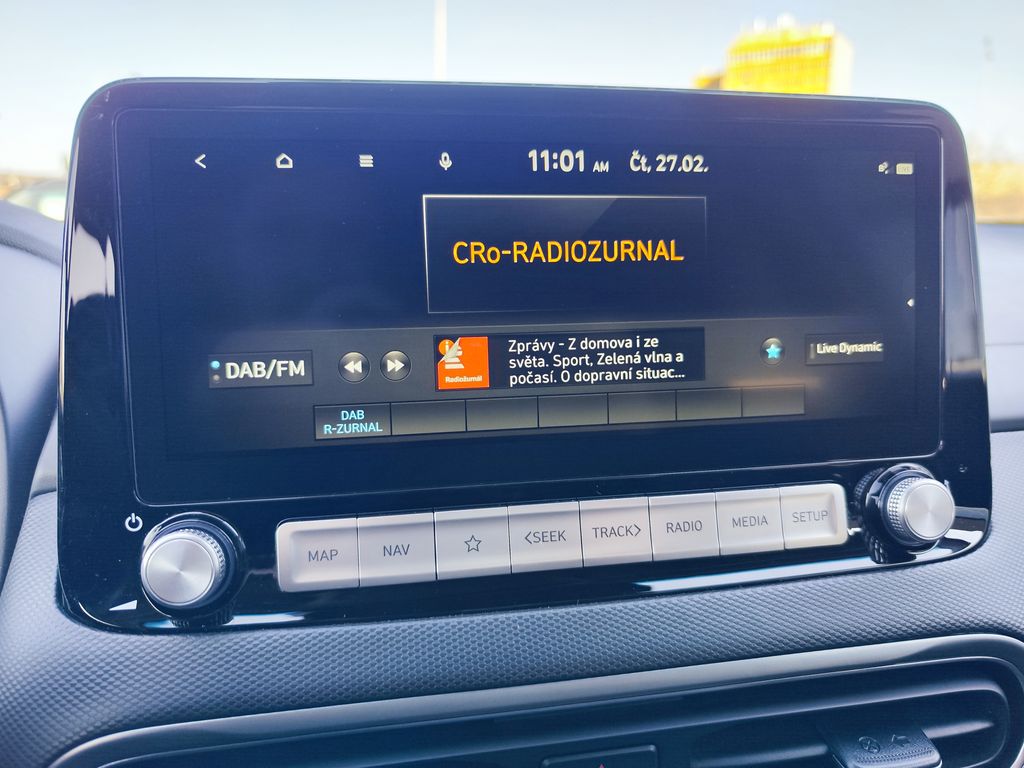 11:01 AM Čt, 27.02.
CRo-RADIOZURNAL
DAB/FM
Radiožurnál
Zprávy - Z domova i ze
světa. Sport, Zelená vlna a
počasí. O dopravní situac...
Live Dynamic
DAB
R-ZURNAL
MAP
NAV
<SEEK
TRACK>
RADIO
MEDIA
SETUP